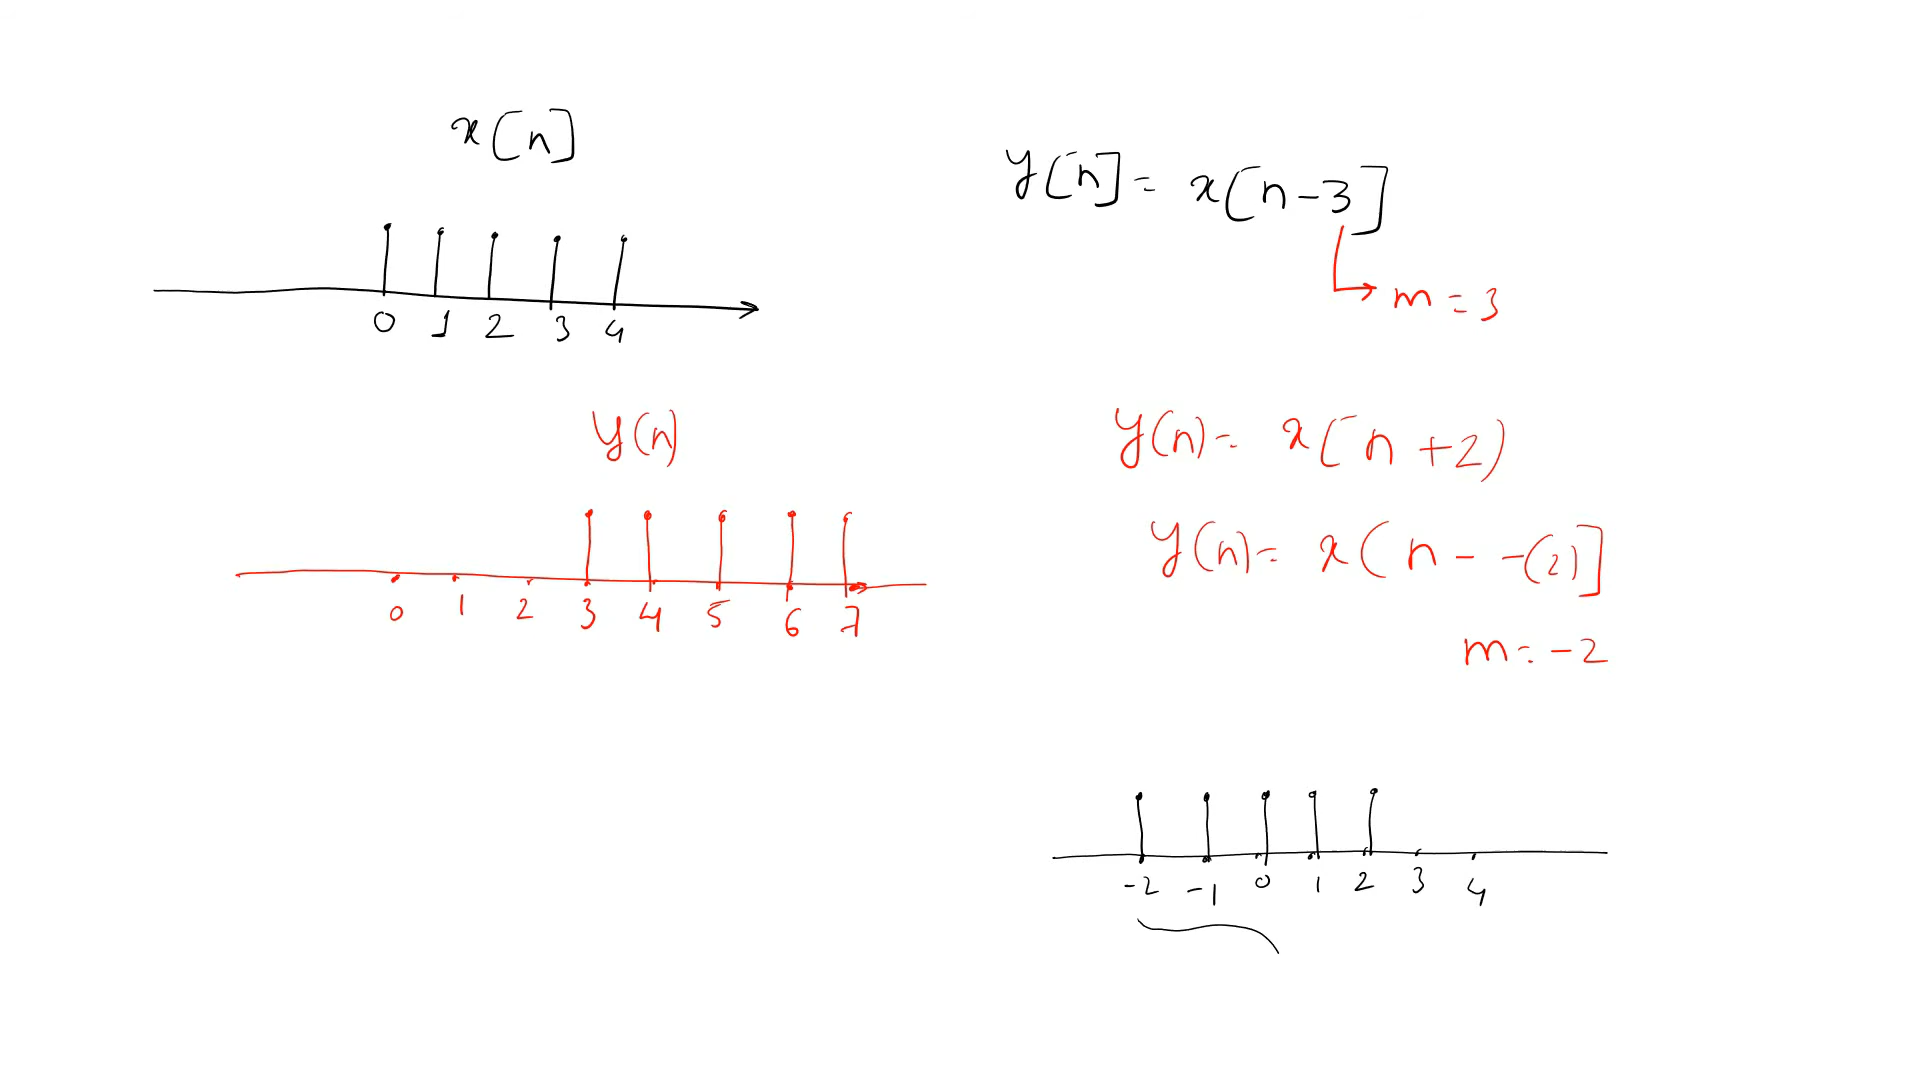 x[n]
0 1 2 3 4
y(n)
0 1 2 3 4 5 6 7
y[n] = x[n-3]
m = 3
y(n) = x[n+2)
y(n) = x(n--(2)]
m = -2
-2 -1 0 1 2 3 4